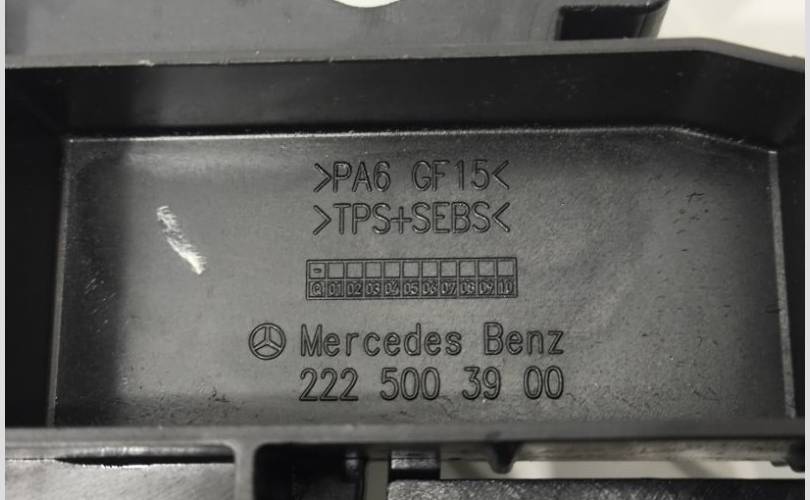 >PA6 GF15<
>TPS+SEBS<
Q 01 02 03 04 05 06 07 08 09 10
Mercedes Benz
222 500 39 00